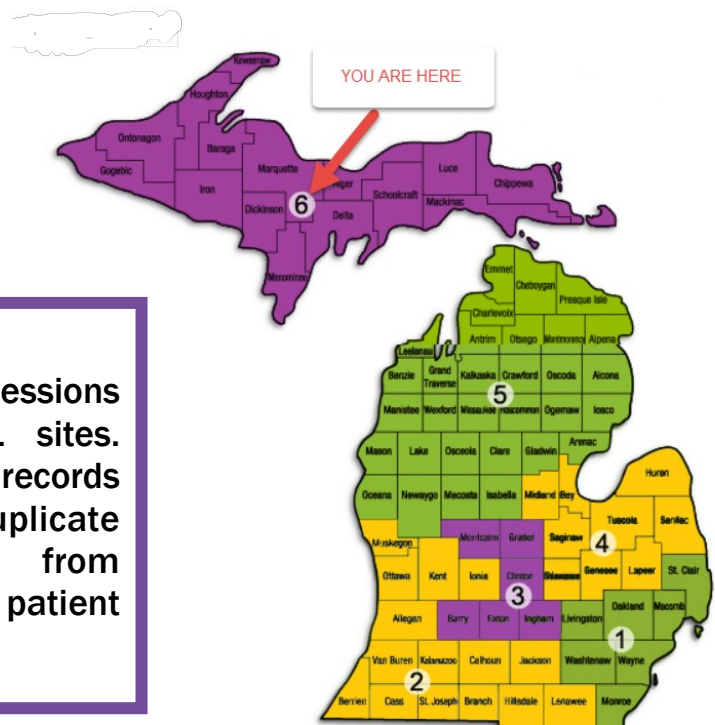 YOU ARE HERE
Keweenaw
Houghton
Ontonagon
Baraga
Gogebic
Iron
Marquette
Alger
Luce
Chippewa
Schoolcraft
Mackinac
Dickinson
6
Delta
Menominee
Emmet
Cheboygan
Presque Isle
Charlevoix
Antrim Otsego Montmorency Alpena
Leelanau
Benzie Grand Traverse Kalkaska Crawford Oscoda Alcona
5
Manistee Wexford Missaukee Roscommon Ogemaw Iosco
Mason Lake Osceola Clare Gladwin Arenac
Oceana Newaygo Mecosta Isabella Midland Bay
Huron
Tuscola Sanilac
Muskegon Montcalm Gratiot Saginaw 4
Ottawa Kent Ionia Clinton Shiawassee Genesee Lapeer St. Clair
3
Allegan Barry Eaton Ingham Livingston Oakland Macomb
1
Van Buren Kalamazoo Calhoun Jackson Washtenaw Wayne
2
Berrien Cass St. Joseph Branch Hillsdale Lenawee Monroe
essions
. sites.
records
uplicate
from
patient